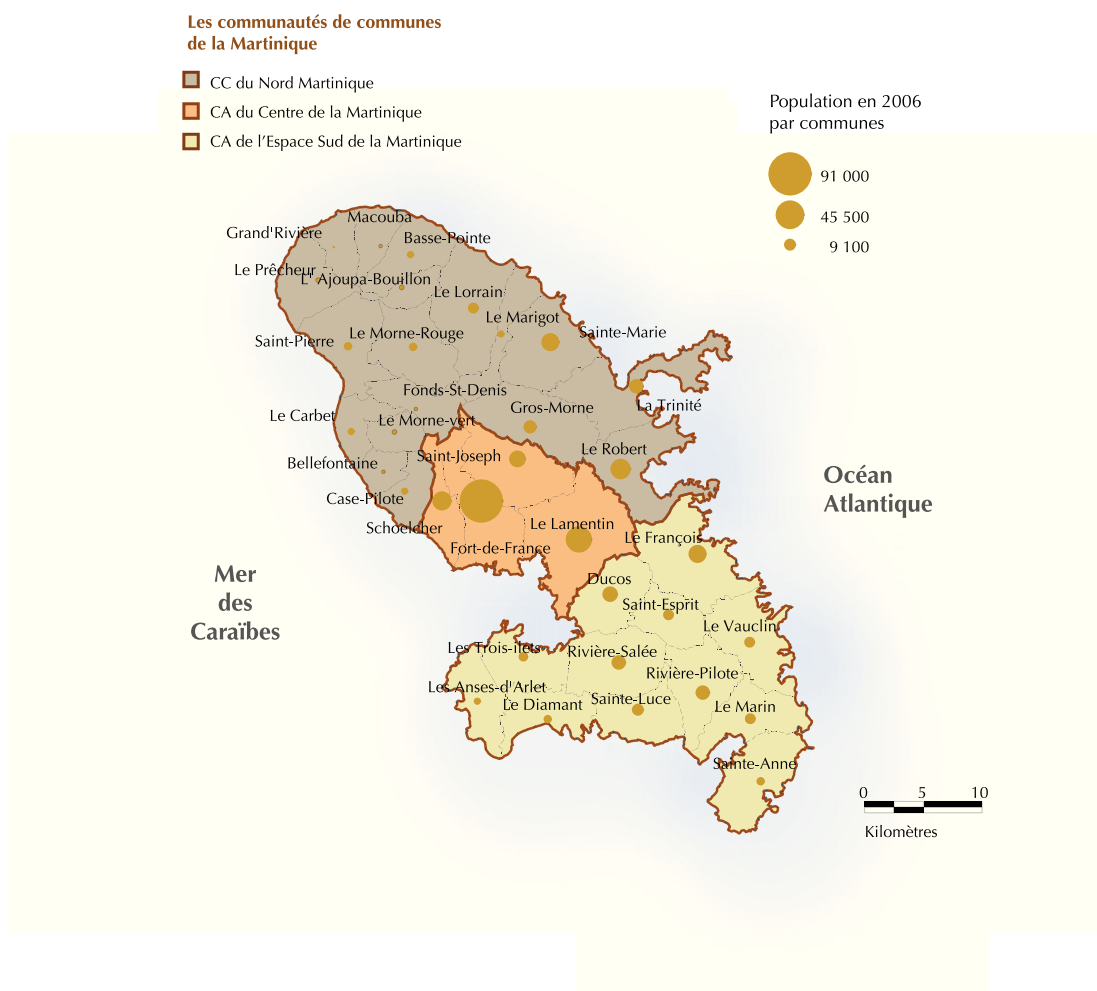 Les communautés de communes
de la Martinique
CC du Nord Martinique
CA du Centre de la Martinique
CA de l'Espace Sud de la Martinique
Population en 2006
par communes
91 000
45 500
9 100
Macouba
Grand'Rivière
Basse-Pointe
Le Prêcheur
L' Ajoupa-Bouillon
Le Lorrain
Le Marigot
Sainte-Marie
Saint-Pierre
Le Morne-Rouge
Fonds-St-Denis
La Trinité
Gros-Morne
Le Carbet
Le Morne-vert
Le Robert
Saint-Joseph
Bellefontaine
Case-Pilote
Schoelcher
Le Lamentin
Fort-de-France
Le François
Océan
Atlantique
Mer
des
Caraïbes
Ducos
Saint-Esprit
Le Vauclin
Les Trois-ilets
Rivière-Salée
Rivière-Pilote
Les Anses-d'Arlet
Le Diamant
Sainte-Luce
Le Marin
Sainte-Anne
0 5 10
Kilomètres